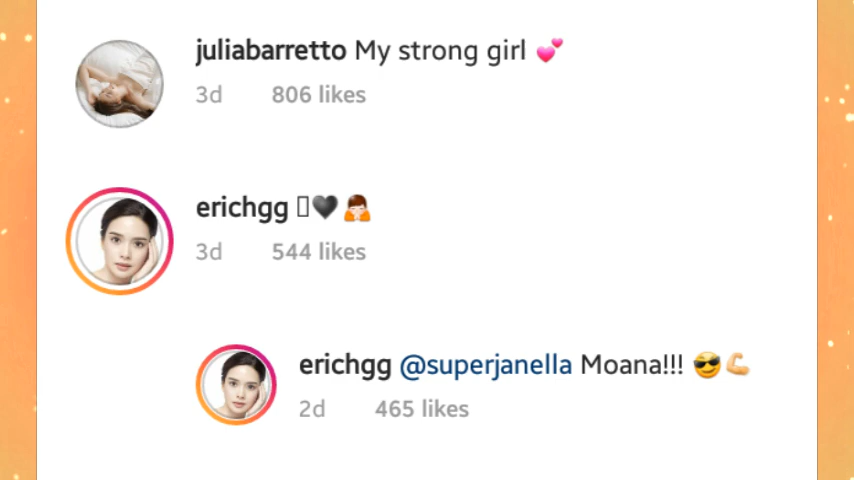 juliabarretto My strong girl 💕
3d 806 likes
erichgg 🖤🙏
3d 544 likes
erichgg @superjanella Moana!!! 😎💪🏼
2d 465 likes